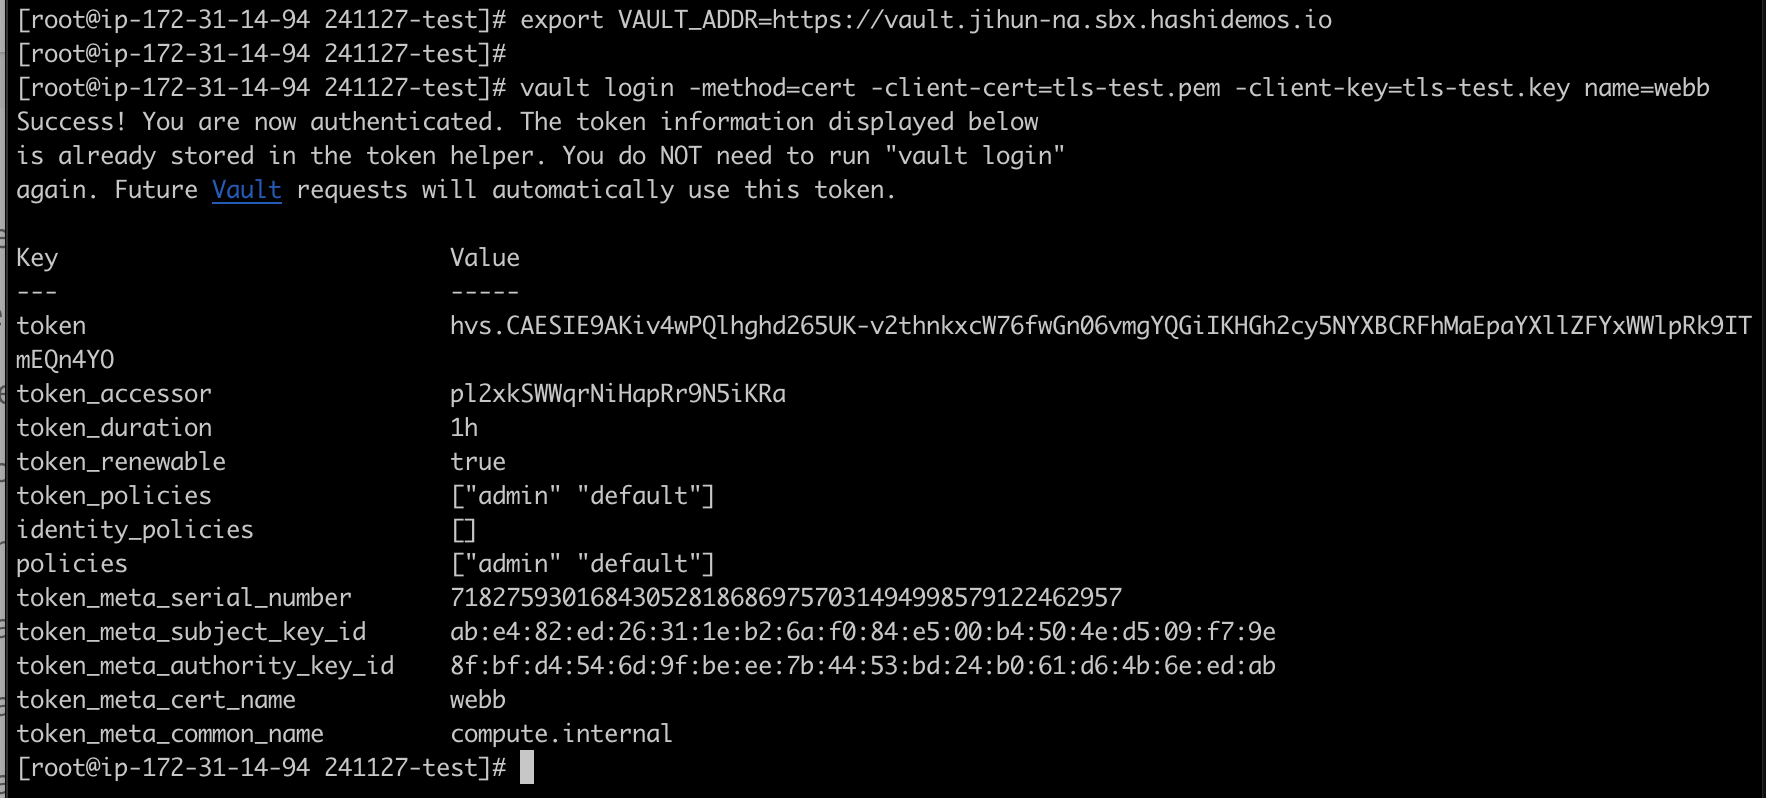 [root@ip-172-31-14-94 241127-test]# export VAULT_ADDR=https://vault.jihun-na.sbx.hashidemos.io
[root@ip-172-31-14-94 241127-test]#
[root@ip-172-31-14-94 241127-test]# vault login -method=cert -client-cert=tls-test.pem -client-key=tls-test.key name=webb
Success! You are now authenticated. The token information displayed below
is already stored in the token helper. You do NOT need to run "vault login"
again. Future Vault requests will automatically use this token.
Key Value
--- -----
token hvs.CAESIE9AKiv4wPQlhghd265UK-v2thnkxcW76fwGn06vmgYQGiIKHGh2cy5NYXBCRFhMaEpaYXllZFYxWWlpRk9IT
mEQn4YO
token_accessor pl2xkSWWqrNiHapRr9N5iKRa
token_duration 1h
token_renewable true
token_policies ["admin" "default"]
identity_policies []
policies ["admin" "default"]
token_meta_serial_number 718275930168430528186869757031494998579122462957
token_meta_subject_key_id ab:e4:82:ed:26:31:1e:b2:6a:f0:84:e5:00:b4:50:4e:d5:09:f7:9e
token_meta_authority_key_id 8f:bf:d4:54:6d:9f:be:ee:7b:44:53:bd:24:b0:61:d6:4b:6e:ed:ab
token_meta_cert_name webb
token_meta_common_name compute.internal
[root@ip-172-31-14-94 241127-test]#